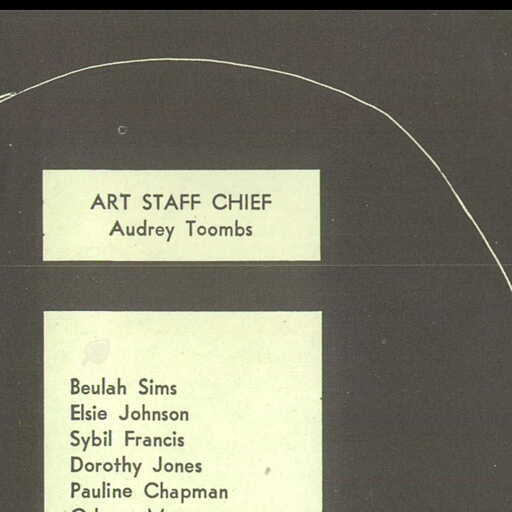 ART STAFF CHIEF
Audrey Toombs
Beulah Sims
Elsie Johnson
Sybil Francis
Dorothy Jones
Pauline Chapman